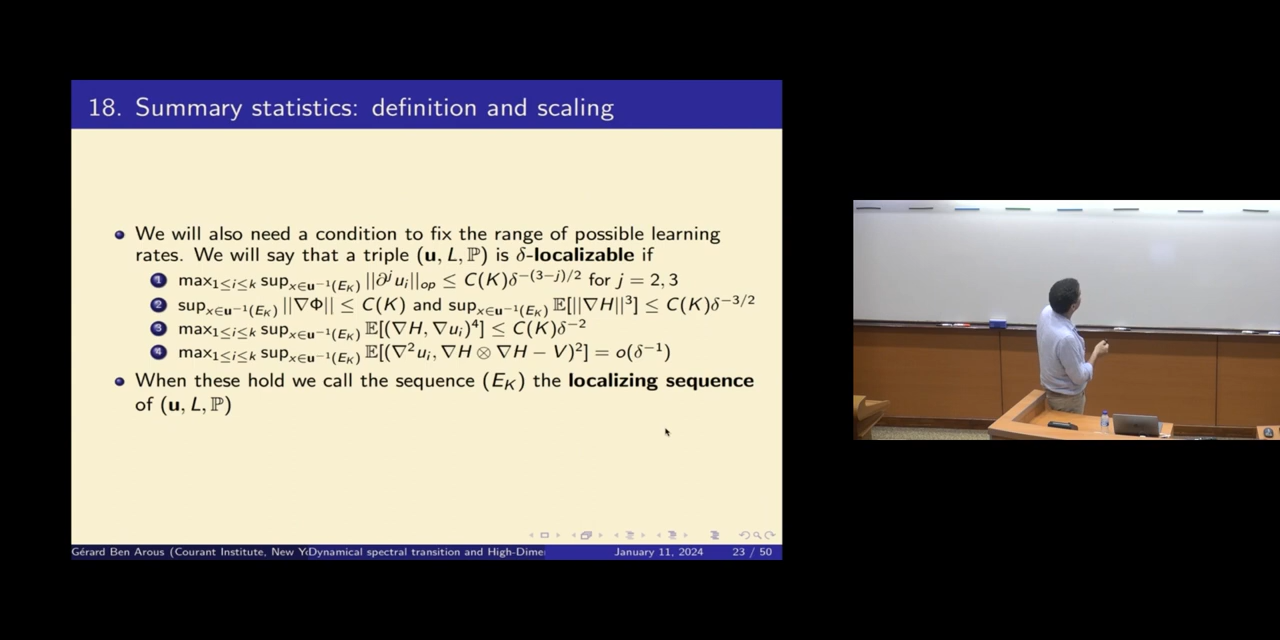 18. Summary statistics: definition and scaling
We will also need a condition to fix the range of possible learning
rates. We will say that a triple (u, L, ℙ) is δ-localizable if
1 max_{1≤i≤k} sup_{x∈u^{-1}(E_K)} ||∂^j u_i||_{op} ≤ C(K)δ^{-(3-j)/2} for j = 2, 3
2 sup_{x∈u^{-1}(E_K)} ||∇Φ|| ≤ C(K) and sup_{x∈u^{-1}(E_K)} 𝔼[||∇H||^3] ≤ C(K)δ^{-3/2}
3 max_{1≤i≤k} sup_{x∈u^{-1}(E_K)} 𝔼[(∇H, ∇u_i)^4] ≤ C(K)δ^{-2}
4 max_{1≤i≤k} sup_{x∈u^{-1}(E_K)} 𝔼[(∇^2 u_i, ∇H ⊗ ∇H − V)^2] = o(δ^{-1})
When these hold we call the sequence (E_K) the localizing sequence
of (u, L, ℙ)
Gérard Ben Arous (Courant Institute, New Yo Dynamical spectral transition and High-Dimen January 11, 2024 23 / 50